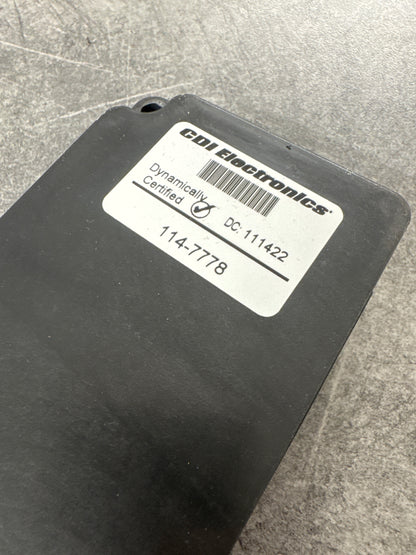 CDI Electronics®
Dynamically
Certified
DC: 111422
114-7778